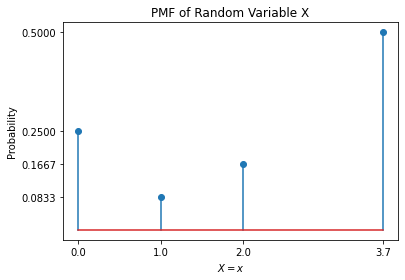 PMF of Random Variable X
Probability
0.5000
0.2500
0.1667
0.0833
0.0 1.0 2.0 3.7
X = x